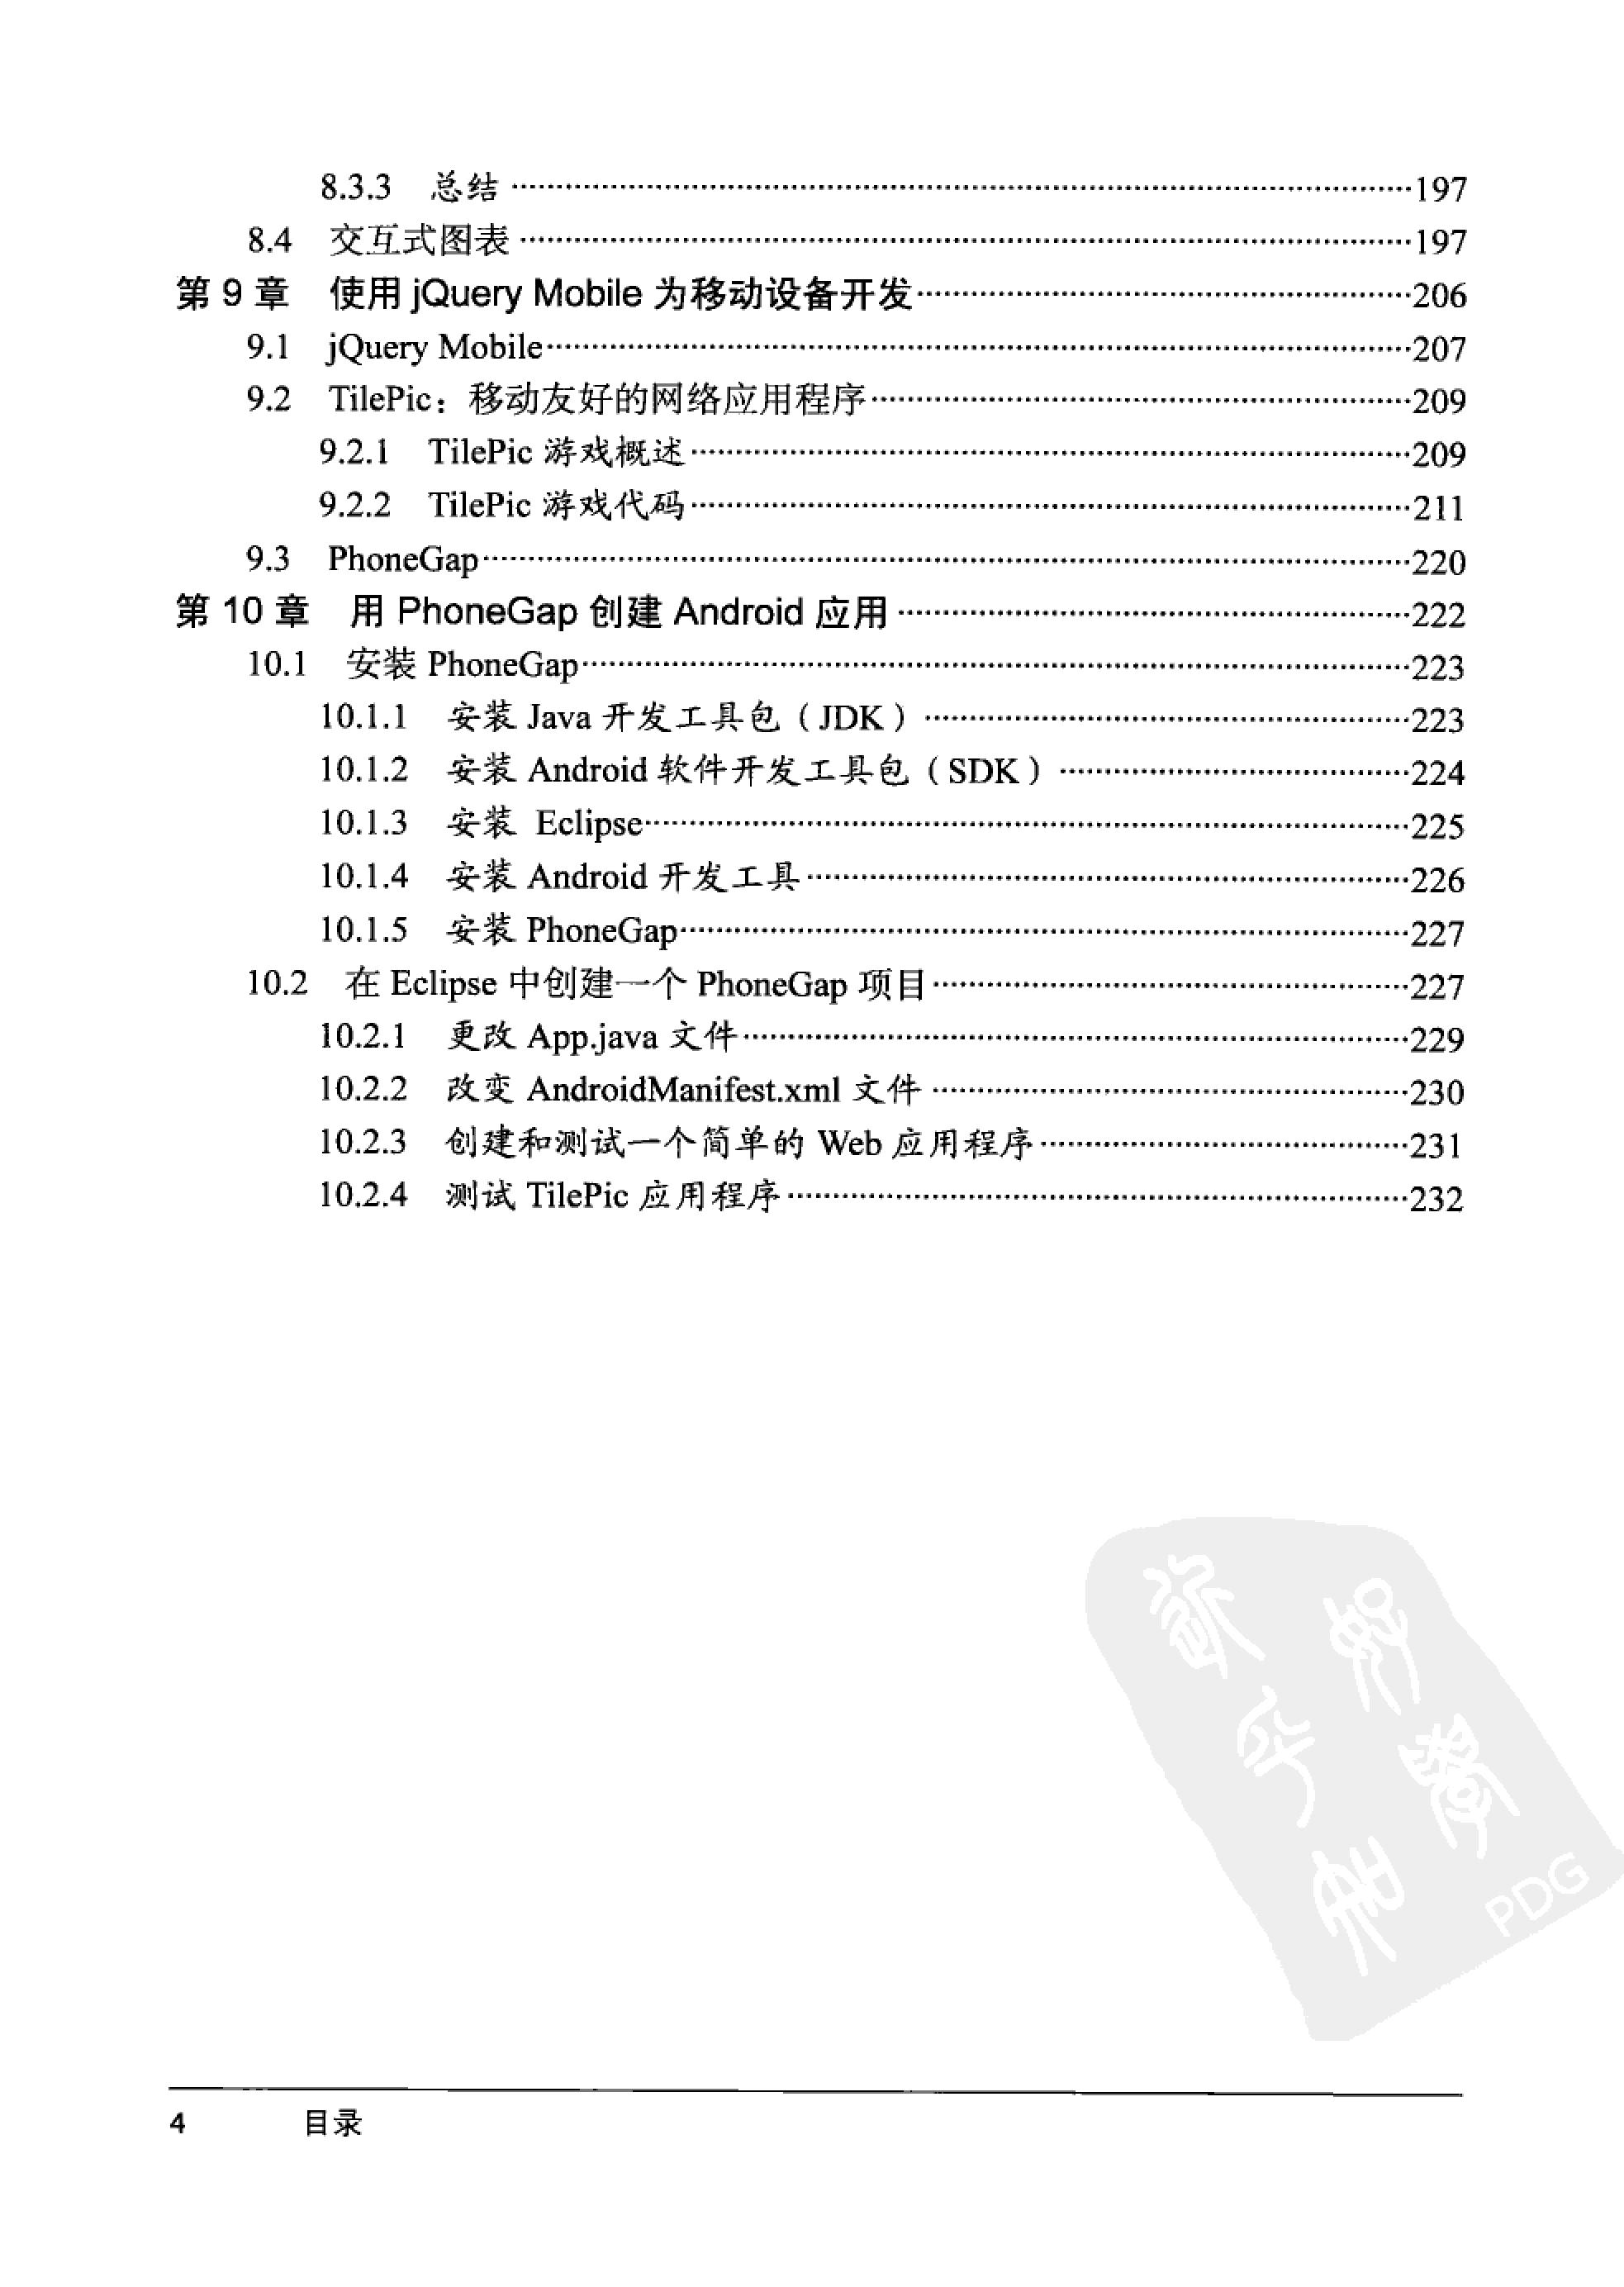 8.3.3 总结 ……197
8.4 交互式图表 ……197
第 9 章 使用 jQuery Mobile 为移动设备开发……206
9.1 jQuery Mobile……207
9.2 TilePic：移动友好的网络应用程序……209
9.2.1 TilePic 游戏概述……209
9.2.2 TilePic 游戏代码……211
9.3 PhoneGap……220
第 10 章 用 PhoneGap 创建 Android 应用……222
10.1 安装 PhoneGap……223
10.1.1 安装 Java 开发工具包（JDK）……223
10.1.2 安装 Android 软件开发工具包（SDK）……224
10.1.3 安装 Eclipse……225
10.1.4 安装 Android 开发工具……226
10.1.5 安装 PhoneGap……227
10.2 在 Eclipse 中创建一个 PhoneGap 项目……227
10.2.1 更改 App.java 文件……229
10.2.2 改变 AndroidManifest.xml 文件……230
10.2.3 创建和测试一个简单的 Web 应用程序……231
10.2.4 测试 TilePic 应用程序……232
PDG
4 目录